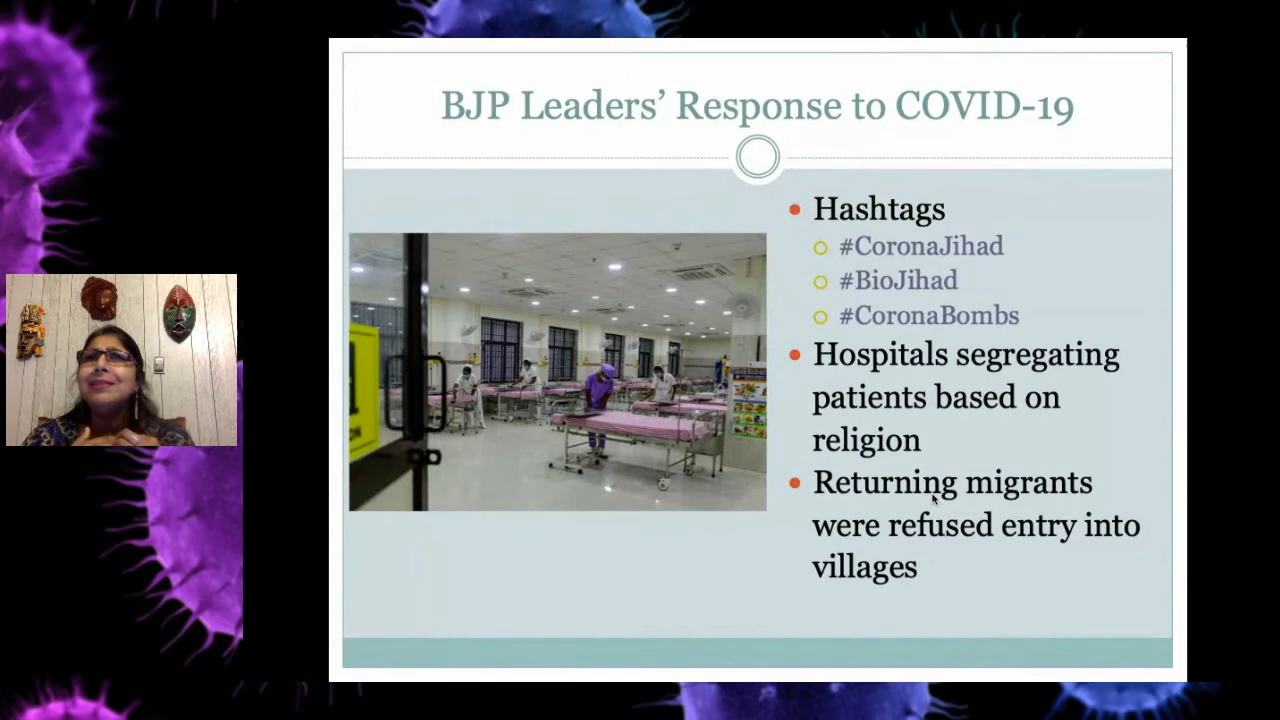 BJP Leaders’ Response to COVID-19
Hashtags
#CoronaJihad
#BioJihad
#CoronaBombs
Hospitals segregating
patients based on
religion
Returning migrants
were refused entry into
villages